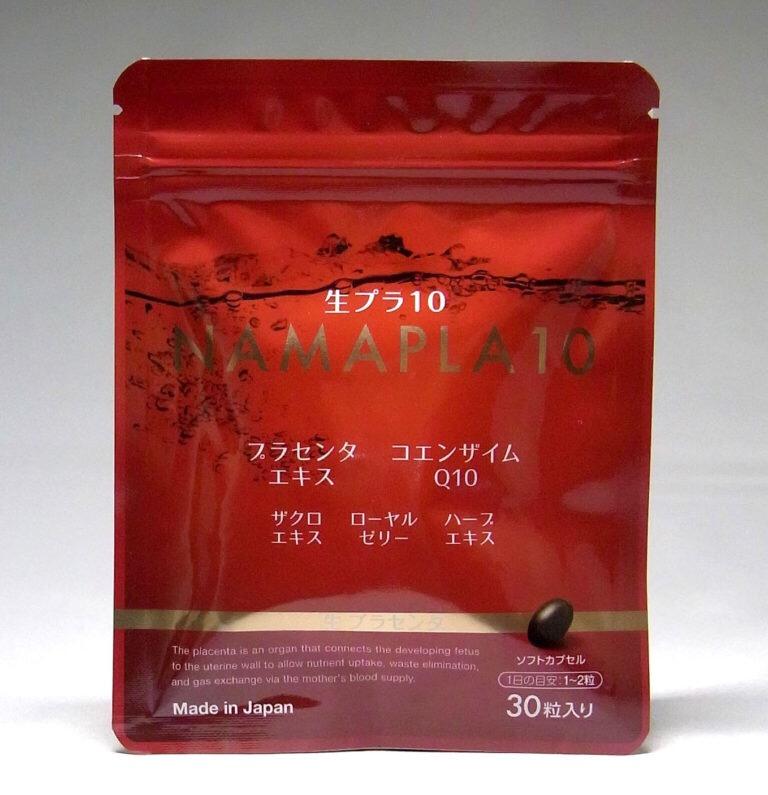 生プラ10
NAMAPLA10
プラセンタ コエンザイム
エキス Q10
ザクロ ローヤル ハーブ
エキス ゼリー エキス
生プラセンタ
The placenta is an organ that connects the developing fetus
to the uterine wall to allow nutrient uptake, waste elimination,
and gas exchange via the mother's blood supply.
Made in Japan
ソフトカプセル
1日の目安:1~2粒
30粒入り